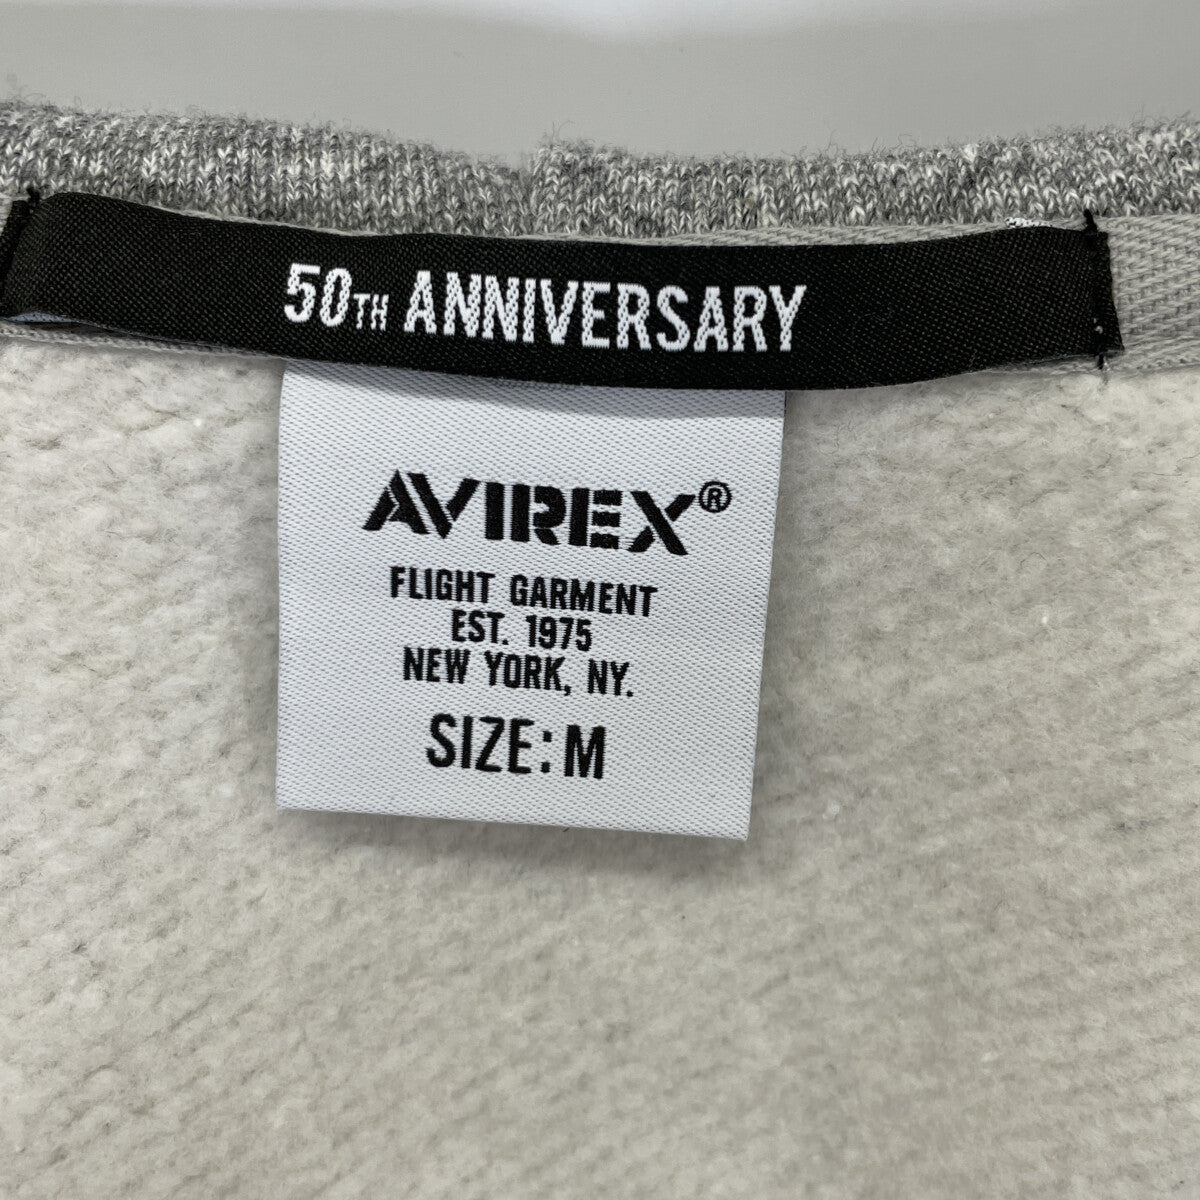 50TH ANNIVERSARY
AVIREX®
FLIGHT GARMENT
EST. 1975
NEW YORK, NY.
SIZE: M